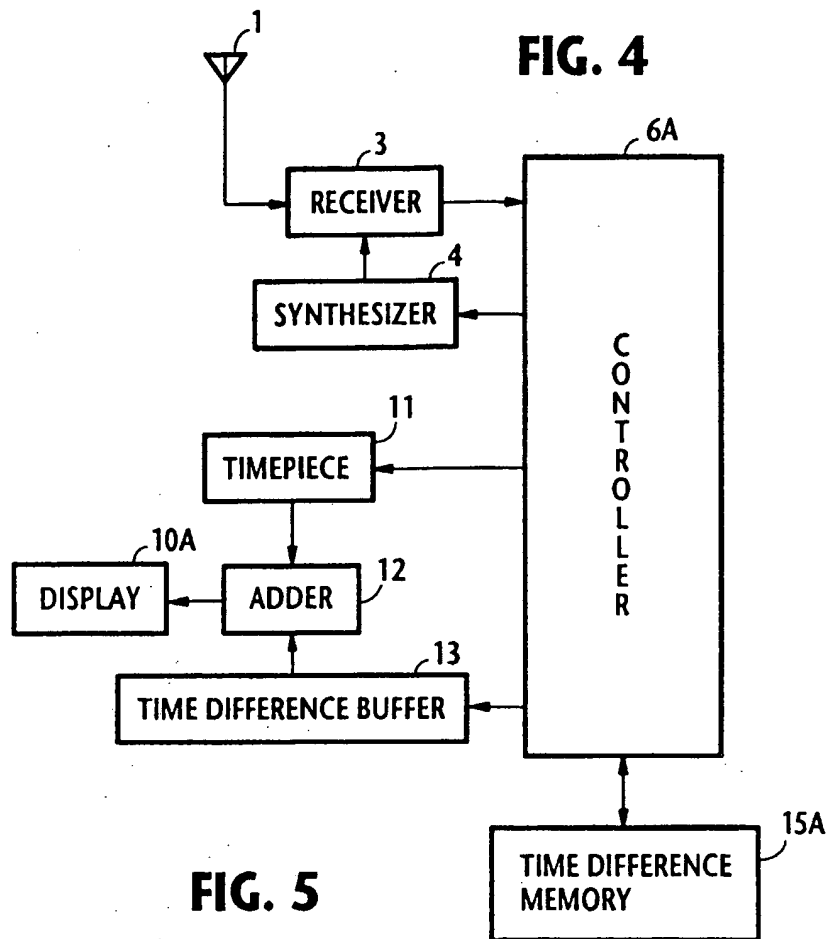 1
FIG. 4
3
6A
RECEIVER
4
SYNTHESIZER
CONTROLLER
11
TIMEPIECE
10A
DISPLAY
ADDER
12
13
TIME DIFFERENCE BUFFER
15A
TIME DIFFERENCE
MEMORY
FIG. 5